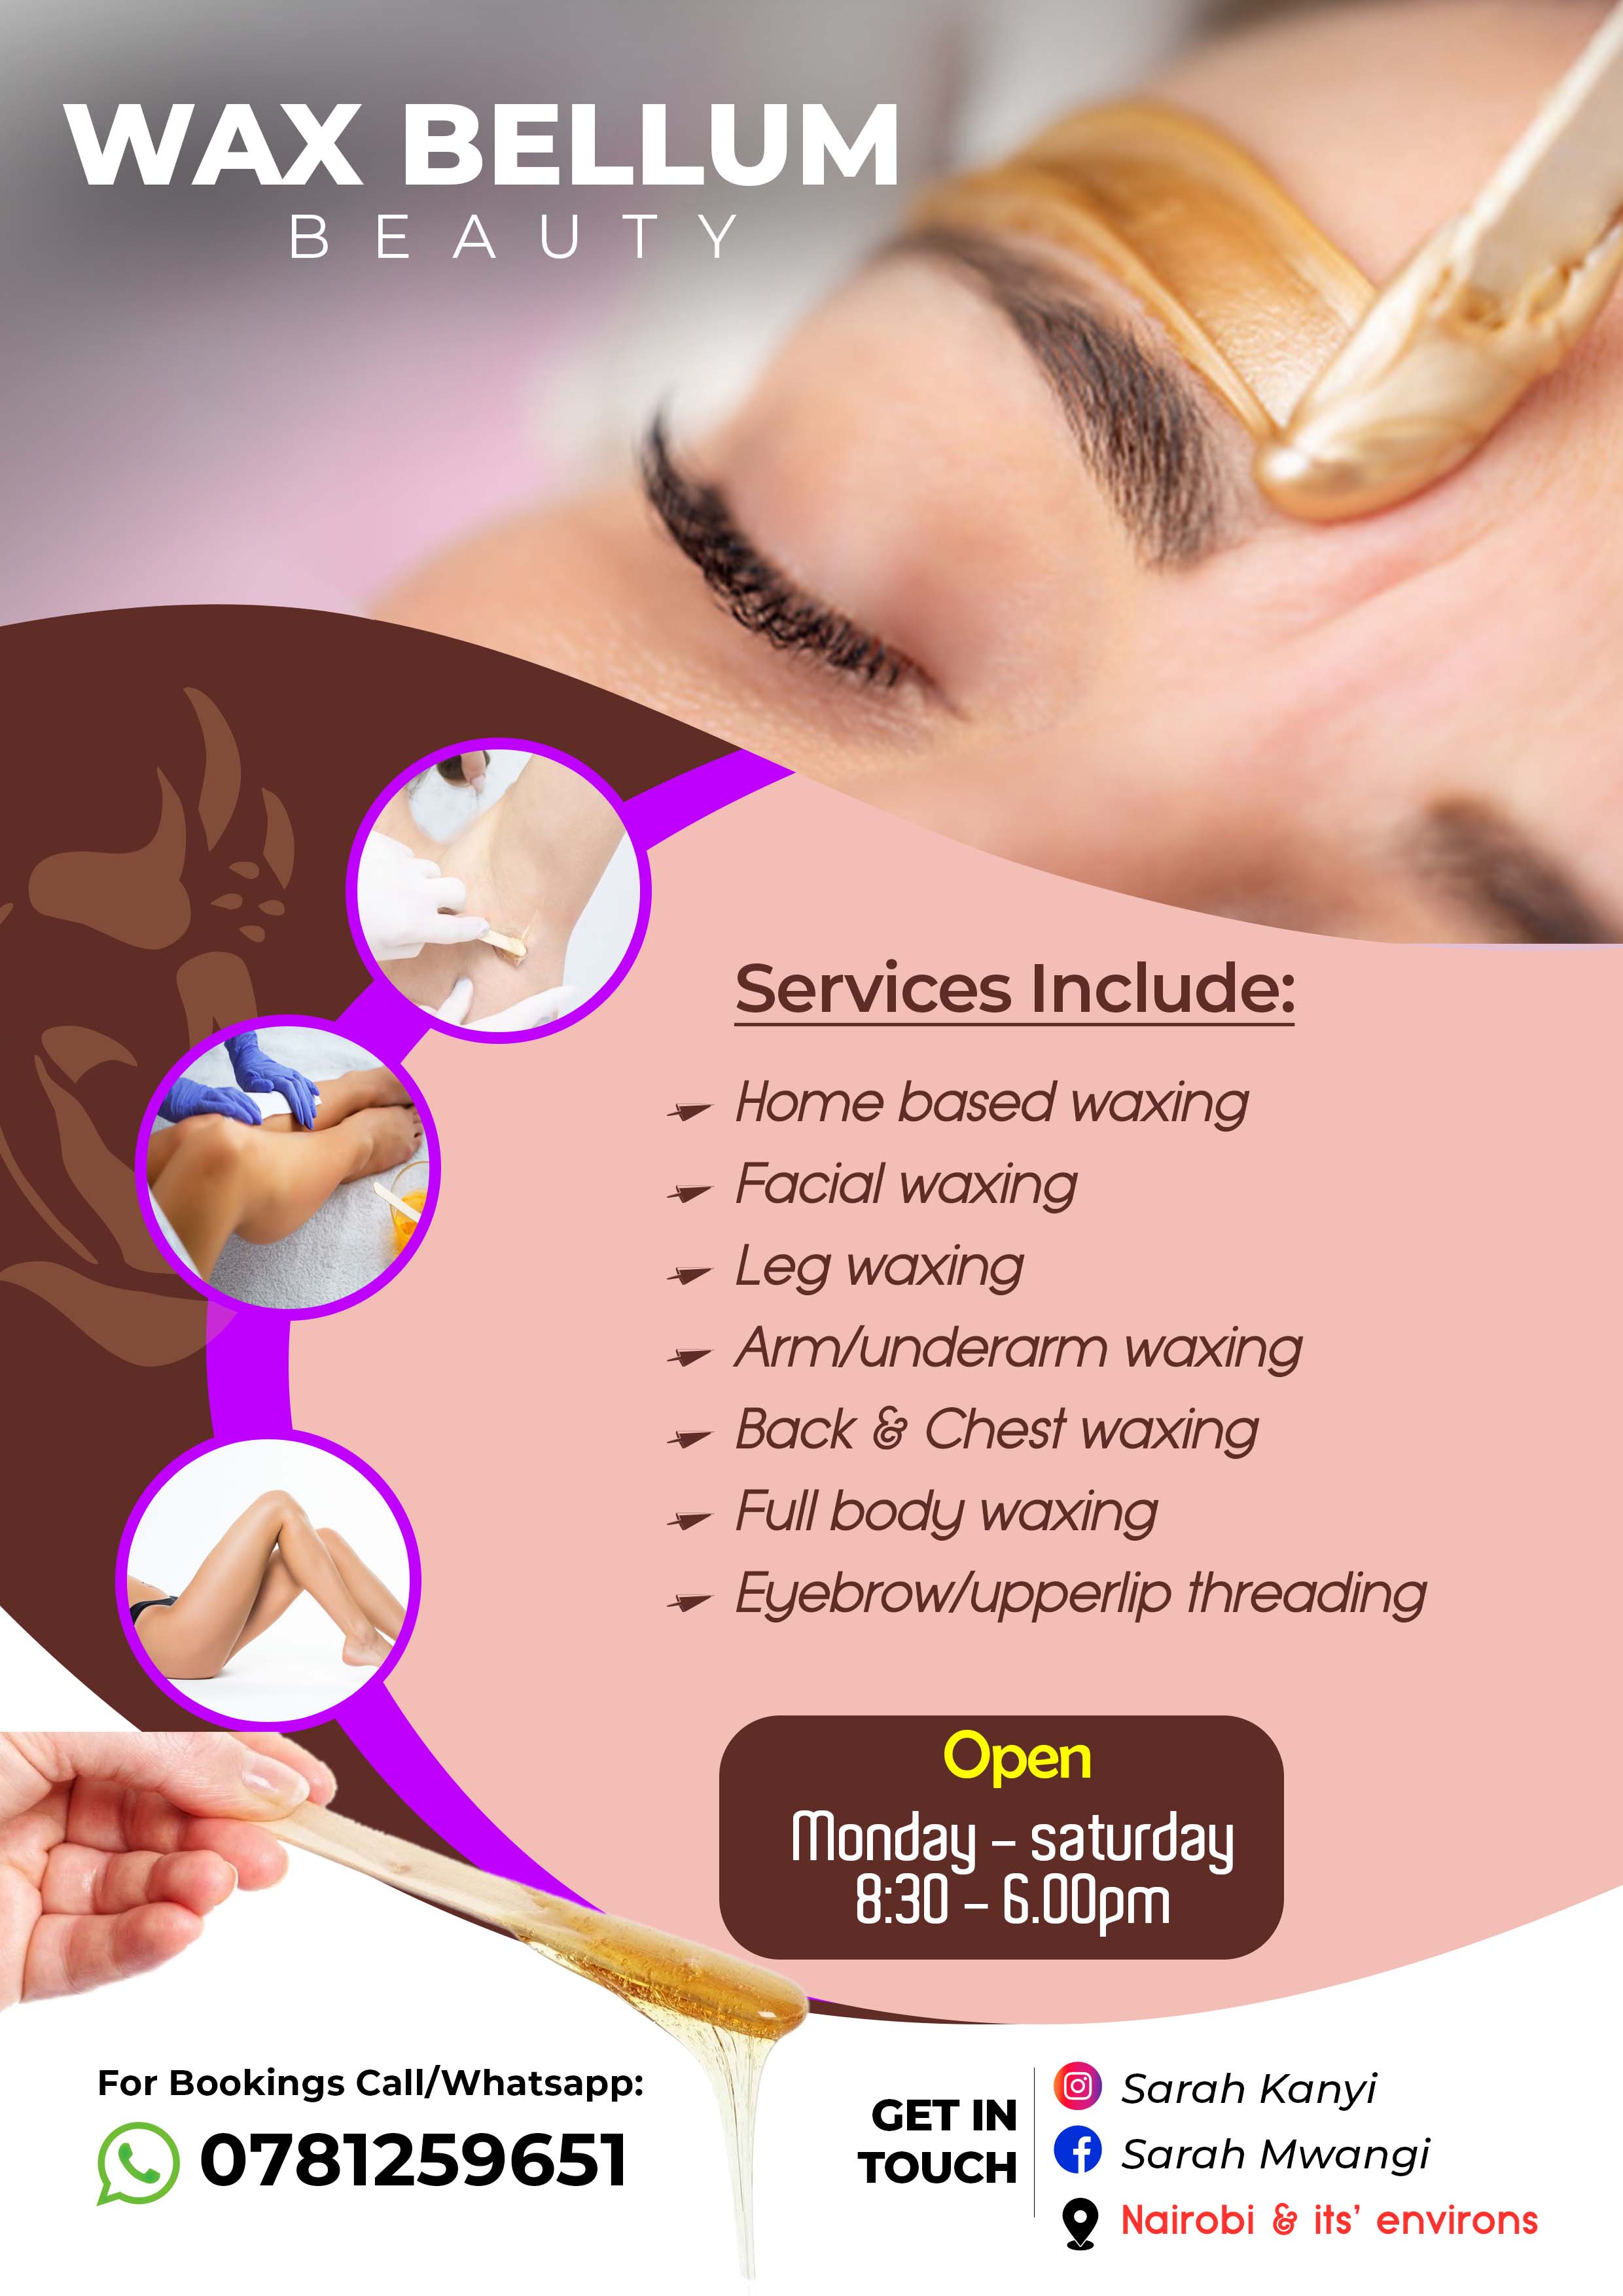 WAX BELLUM
BEAUTY
Services Include:
Home based waxing
Facial waxing
Leg waxing
Arm/underarm waxing
Back & Chest waxing
Full body waxing
Eyebrow/upperlip threading
Open
Monday - saturday
8:30 - 6.00pm
For Bookings Call/Whatsapp:
0781259651
GET IN
TOUCH
Sarah Kanyi
Sarah Mwangi
Nairobi & its' environs